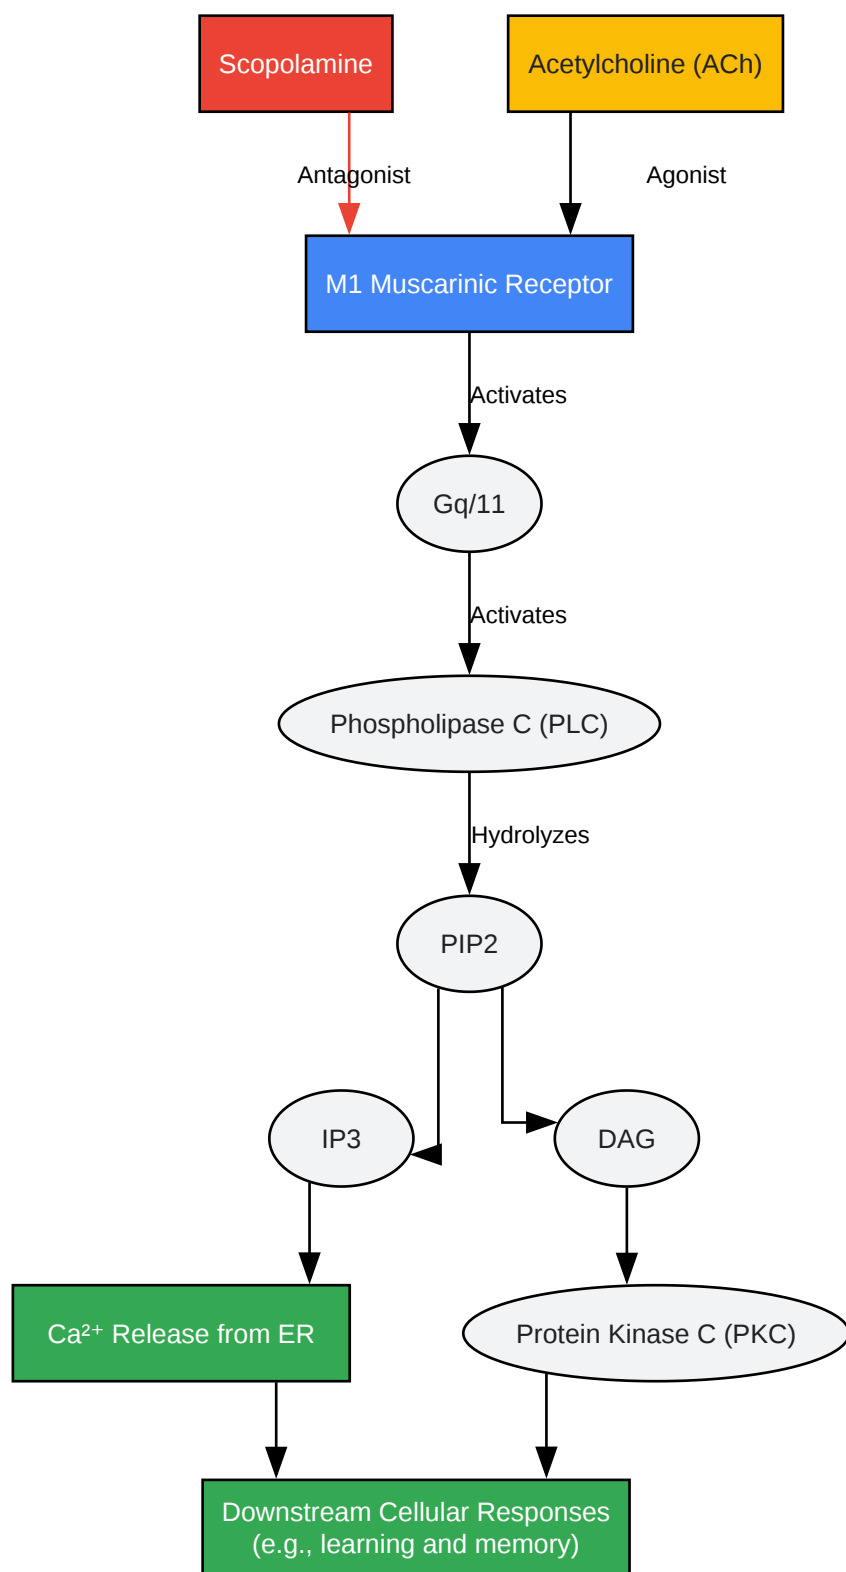 Scopolamine
Acetylcholine (ACh)
Antagonist
Agonist
M1 Muscarinic Receptor
Activates
Gq/11
Activates
Phospholipase C (PLC)
Hydrolyzes
PIP2
IP3
DAG
Ca²⁺ Release from ER
Protein Kinase C (PKC)
Downstream Cellular Responses
(e.g., learning and memory)